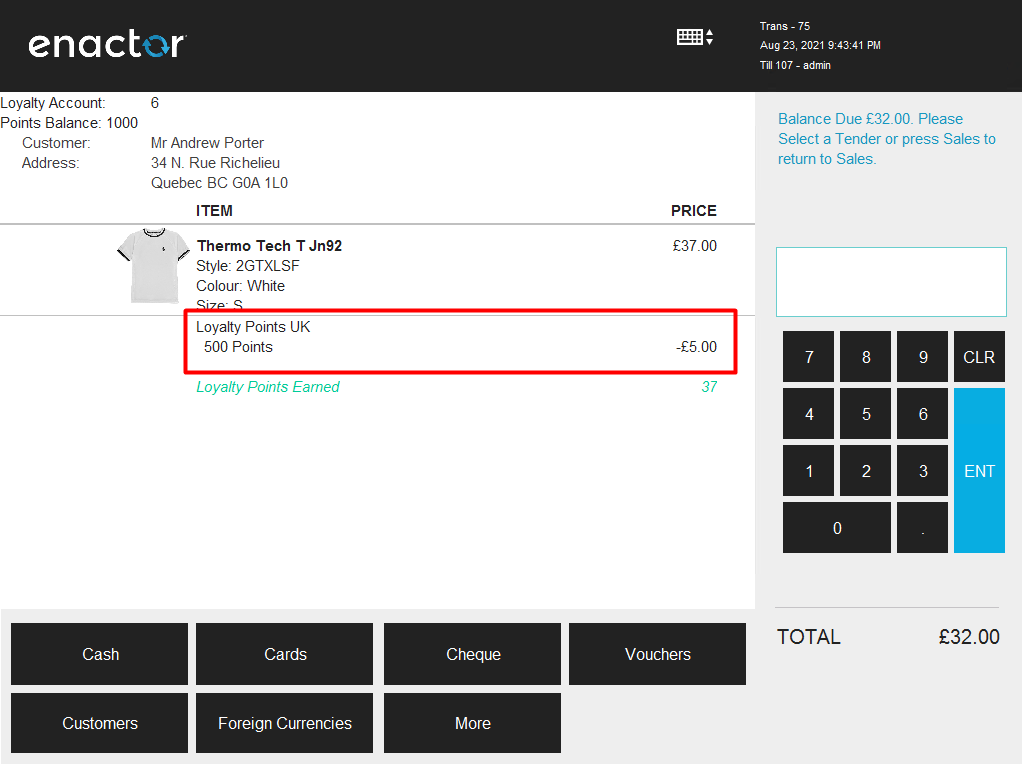 enactor
Trans - 75
Aug 23, 2021 9:43:41 PM
Till 107 - admin
Loyalty Account: 6
Points Balance: 1000
Customer: Mr Andrew Porter
Address: 34 N. Rue Richelieu
Quebec BC G0A 1L0
ITEM PRICE
Thermo Tech T Jn92 £37.00
Style: 2GTXLSF
Colour: White
Size: S
Loyalty Points UK
500 Points -£5.00
Loyalty Points Earned 37
Balance Due £32.00. Please
Select a Tender or press Sales to
return to Sales.
7 8 9 CLR
4 5 6
1 2 3 ENT
0 .
TOTAL £32.00
Cash Cards Cheque Vouchers
Customers Foreign Currencies More